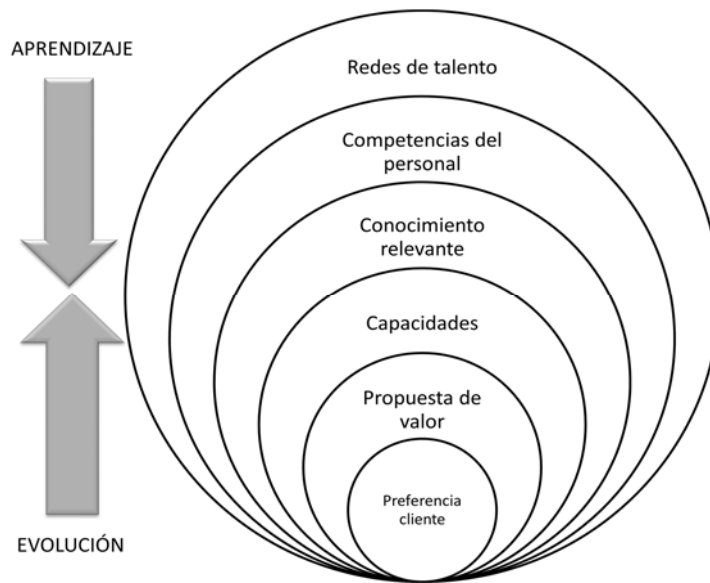 APRENDIZAJE
Redes de talento
Competencias del
personal
Conocimiento
relevante
Capacidades
Propuesta de
valor
Preferencia
cliente
EVOLUCIÓN